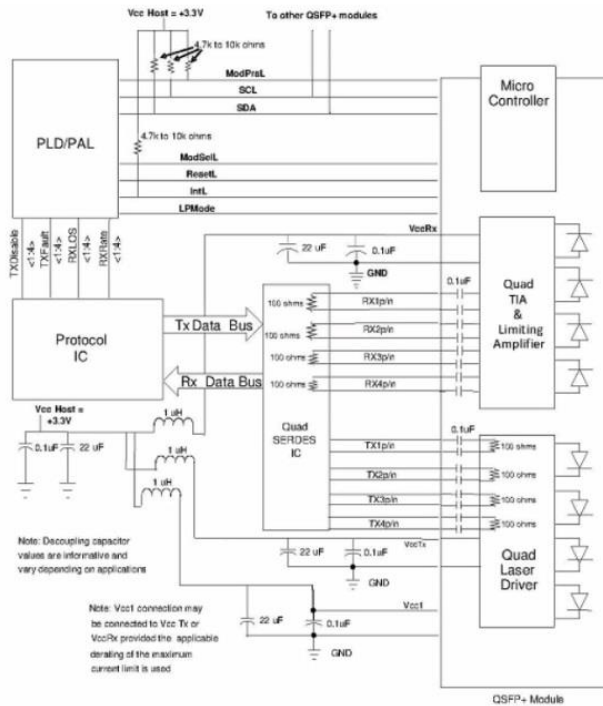 Vcc Host = +3.3V
To other QSFP+ modules
4.7k to 10k ohms
ModPrsL
SCL
SDA
Micro
Controller
PLD/PAL
4.7k to 10k ohms
ModSelL
ResetL
IntL
LPMode
TXDisable
<1:4>
TXFault
<1:4>
RXLOS
<1:4>
RXRate
<1:4>
VccRx
22 uF
0.1uF
GND
0.1uF
Quad
TIA
&
Limiting
Amplifier
100 ohms
RX1p/n
100 ohms
RX2p/n
100 ohms
RX3p/n
100 ohms
RX4p/n
Protocol
IC
Tx Data Bus
Rx Data Bus
Quad
SERDES
IC
Vcc Host =
+3.3V
0.1uF
22 uF
1 uH
1 uH
1 uH
0.1uF
TX1p/n
100 ohms
TX2p/n
100 ohms
TX3p/n
100 ohms
TX4p/n
100 ohms
Note: Decoupling capacitor
values are informative and
vary depending on applications
VccTx
22 uF
0.1uF
GND
Quad
Laser
Driver
Note: Vcc1 connection may
be connected to Vcc Tx or
VccRx provided the applicable
derating of the maximum
current limit is used
Vcc1
22 uF
0.1uF
GND
QSFP+ Module